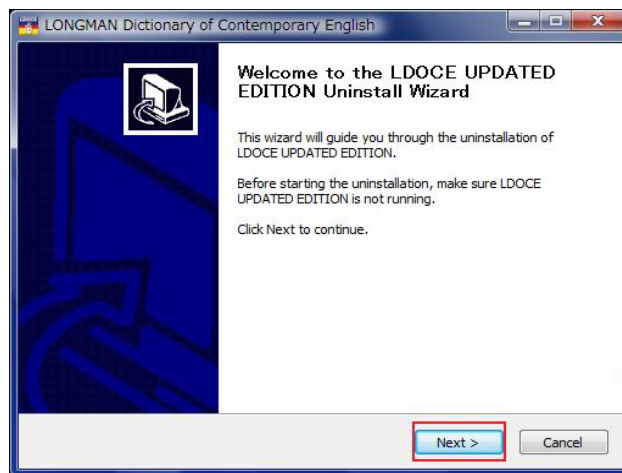 LONGMAN Dictionary of Contemporary English
Welcome to the LDOCE UPDATED
EDITION Uninstall Wizard
This wizard will guide you through the uninstallation of
LDOCE UPDATED EDITION.
Before starting the uninstallation, make sure LDOCE
UPDATED EDITION is not running.
Click Next to continue.
Next >
Cancel